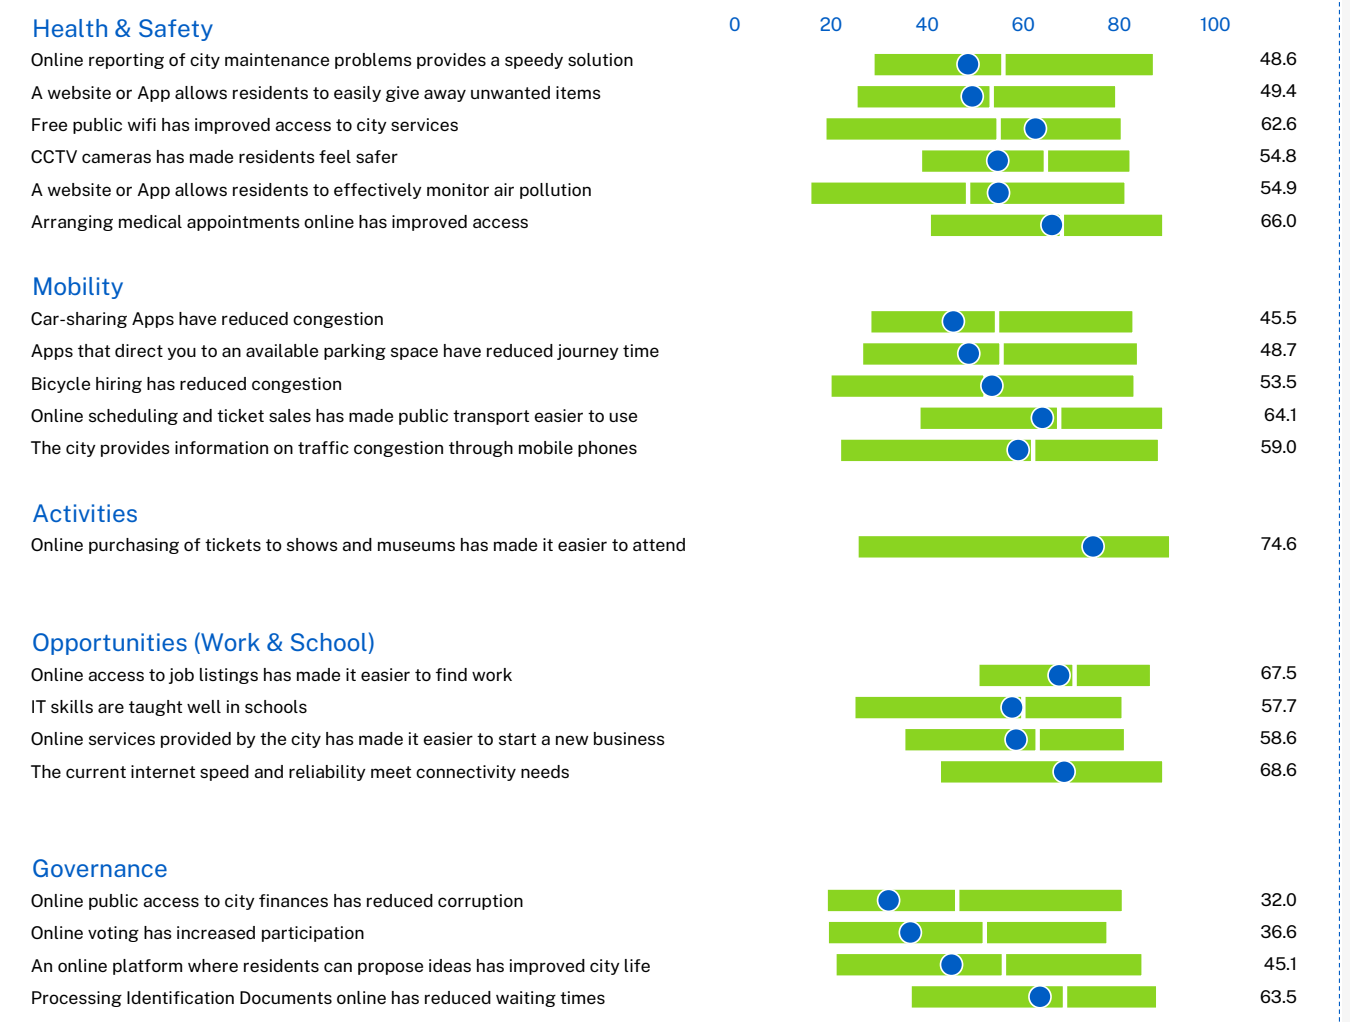 Health & Safety 0 20 40 60 80 100
Online reporting of city maintenance problems provides a speedy solution 48.6
A website or App allows residents to easily give away unwanted items 49.4
Free public wifi has improved access to city services 62.6
CCTV cameras has made residents feel safer 54.8
A website or App allows residents to effectively monitor air pollution 54.9
Arranging medical appointments online has improved access 66.0
Mobility
Car-sharing Apps have reduced congestion 45.5
Apps that direct you to an available parking space have reduced journey time 48.7
Bicycle hiring has reduced congestion 53.5
Online scheduling and ticket sales has made public transport easier to use 64.1
The city provides information on traffic congestion through mobile phones 59.0
Activities
Online purchasing of tickets to shows and museums has made it easier to attend 74.6
Opportunities (Work & School)
Online access to job listings has made it easier to find work 67.5
IT skills are taught well in schools 57.7
Online services provided by the city has made it easier to start a new business 58.6
The current internet speed and reliability meet connectivity needs 68.6
Governance
Online public access to city finances has reduced corruption 32.0
Online voting has increased participation 36.6
An online platform where residents can propose ideas has improved city life 45.1
Processing Identification Documents online has reduced waiting times 63.5